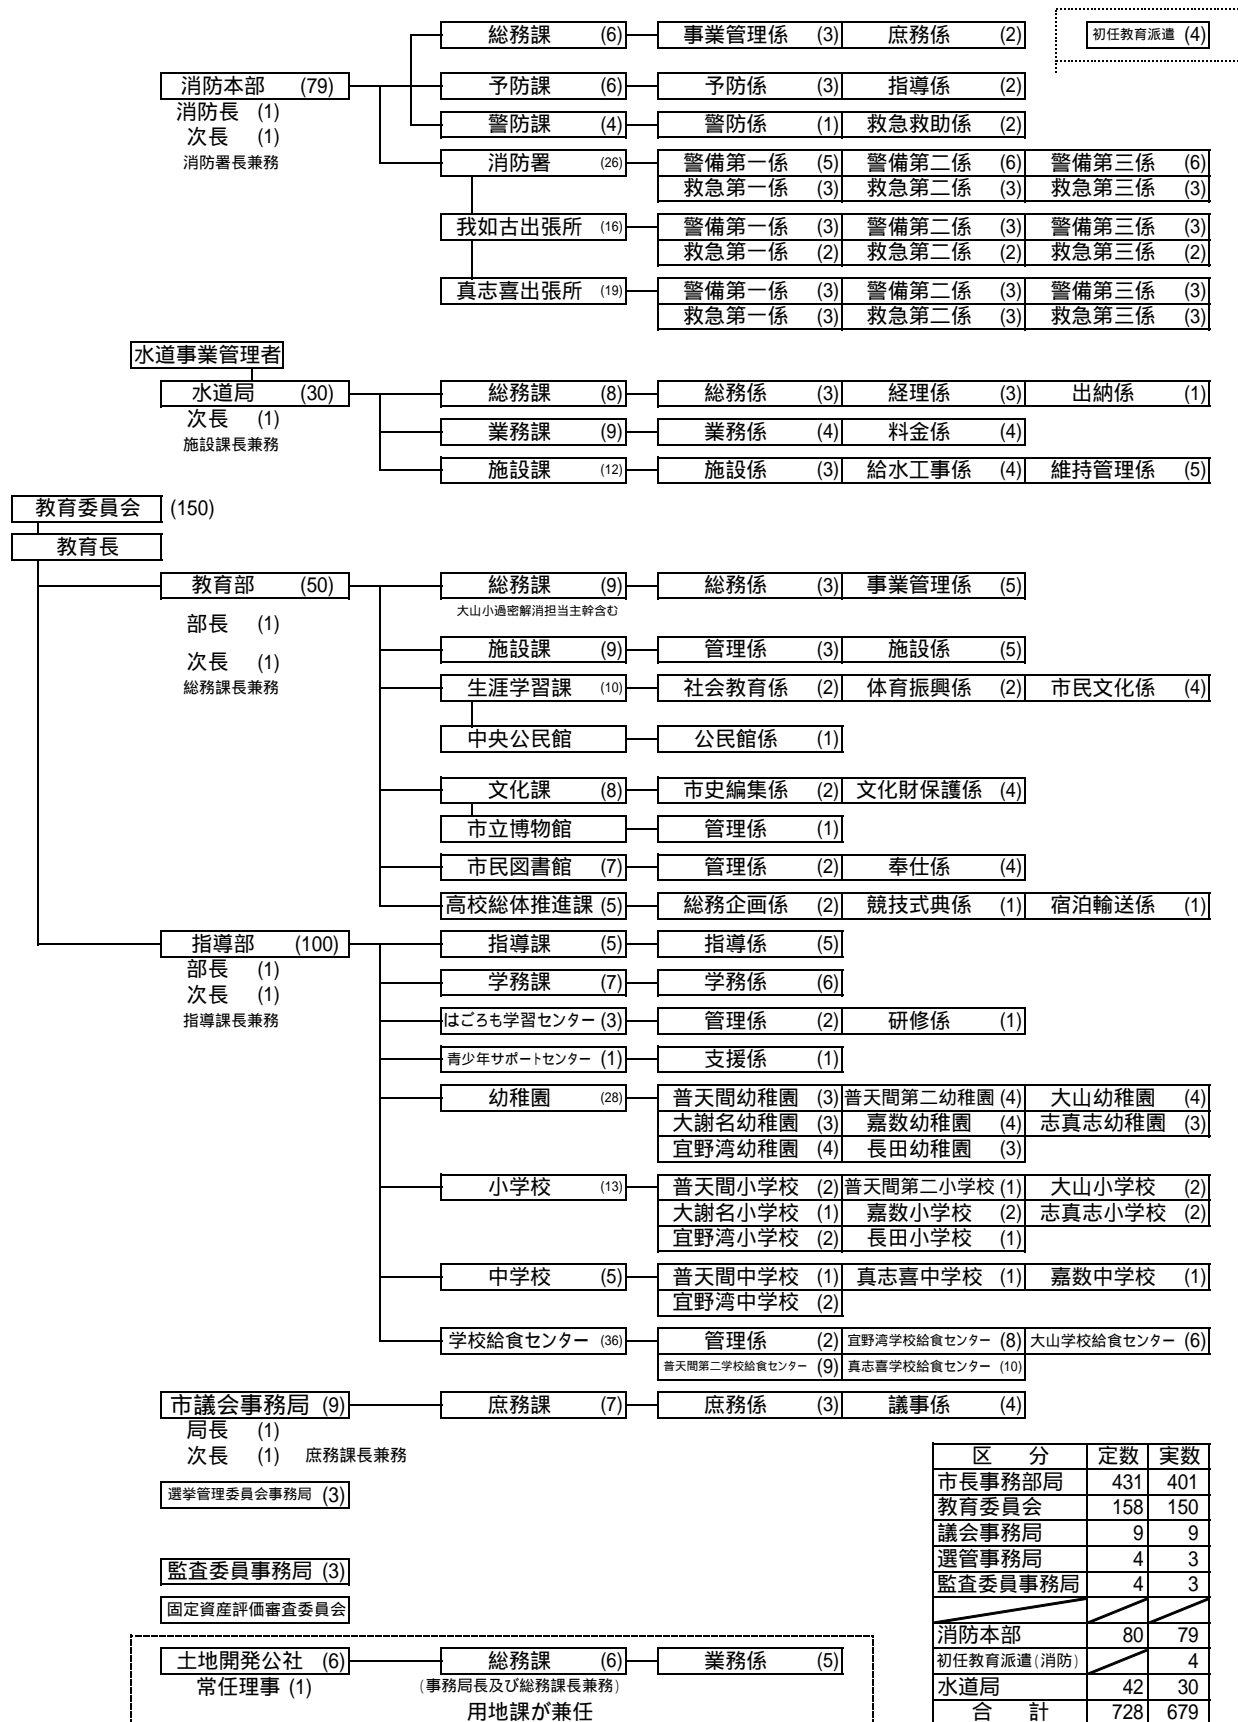 総務課 (6) 事業管理係 (3) 庶務係 (2) 初任教育派遣 (4)
消防本部 (79) 予防課 (6) 予防係 (3) 指導係 (2)
消防長 (1)
警防課 (4) 警防係 (1) 救急救助係 (2)
次長 (1)
消防署長兼務 消防署 (26) 警備第一係 (5) 警備第二係 (6) 警備第三係 (6)
救急第一係 (3) 救急第二係 (3) 救急第三係 (3)
我如古出張所 (16) 警備第一係 (3) 警備第二係 (3) 警備第三係 (3)
救急第一係 (2) 救急第二係 (2) 救急第三係 (2)
真志喜出張所 (19) 警備第一係 (3) 警備第二係 (3) 警備第三係 (3)
救急第一係 (3) 救急第二係 (3) 救急第三係 (3)
水道事業管理者
水道局 (30) 総務課 (8) 総務係 (3) 経理係 (3) 出納係 (1)
次長 (1)
業務課 (9) 業務係 (4) 料金係 (4)
施設課長兼務
施設課 (12) 施設係 (3) 給水工事係 (4) 維持管理係 (5)
教育委員会 (150)
教育長
教育部 (50) 総務課 (9) 総務係 (3) 事業管理係 (5)
大山小過密解消担当主幹含む
部長 (1)
施設課 (9) 管理係 (3) 施設係 (5)
次長 (1)
総務課長兼務 生涯学習課 (10) 社会教育係 (2) 体育振興係 (2) 市民文化係 (4)
中央公民館 公民館係 (1)
文化課 (8) 市史編集係 (2) 文化財保護係 (4)
市立博物館 管理係 (1)
市民図書館 (7) 管理係 (2) 奉仕係 (4)
高校総体推進課 (5) 総務企画係 (2) 競技式典係 (1) 宿泊輸送係 (1)
指導部 (100) 指導課 (5) 指導係 (5)
部長 (1)
学務課 (7) 学務係 (6)
次長 (1)
指導課長兼務 はごろも学習センター (3) 管理係 (2) 研修係 (1)
青少年サポートセンター (1) 支援係 (1)
幼稚園 (28) 普天間幼稚園 (3) 普天間第二幼稚園 (4) 大山幼稚園 (4)
大謝名幼稚園 (3) 嘉数幼稚園 (4) 志真志幼稚園 (3)
宜野湾幼稚園 (4) 長田幼稚園 (3)
小学校 (13) 普天間小学校 (2) 普天間第二小学校 (1) 大山小学校 (2)
大謝名小学校 (1) 嘉数小学校 (2) 志真志小学校 (2)
宜野湾小学校 (2) 長田小学校 (1)
中学校 (5) 普天間中学校 (1) 真志喜中学校 (1) 嘉数中学校 (1)
宜野湾中学校 (2)
学校給食センター (36) 管理係 (2) 宜野湾学校給食センター (8) 大山学校給食センター (6)
普天間第二学校給食センター (9) 真志喜学校給食センター (10)
市議会事務局 (9) 庶務課 (7) 庶務係 (3) 議事係 (4)
局長 (1)
次長 (1) 庶務課長兼務
選挙管理委員会事務局 (3)
監査委員事務局 (3)
固定資産評価審査委員会
土地開発公社 (6) 総務課 (6) 業務係 (5)
常任理事 (1) (事務局長及び総務課長兼務)
用地課が兼任
区 分 定数 実数
市長事務部局 431 401
教育委員会 158 150
議会事務局 9 9
選管事務局 4 3
監査委員事務局 4 3
消防本部 80 79
初任教育派遣(消防) 4
水道局 42 30
合 計 728 679